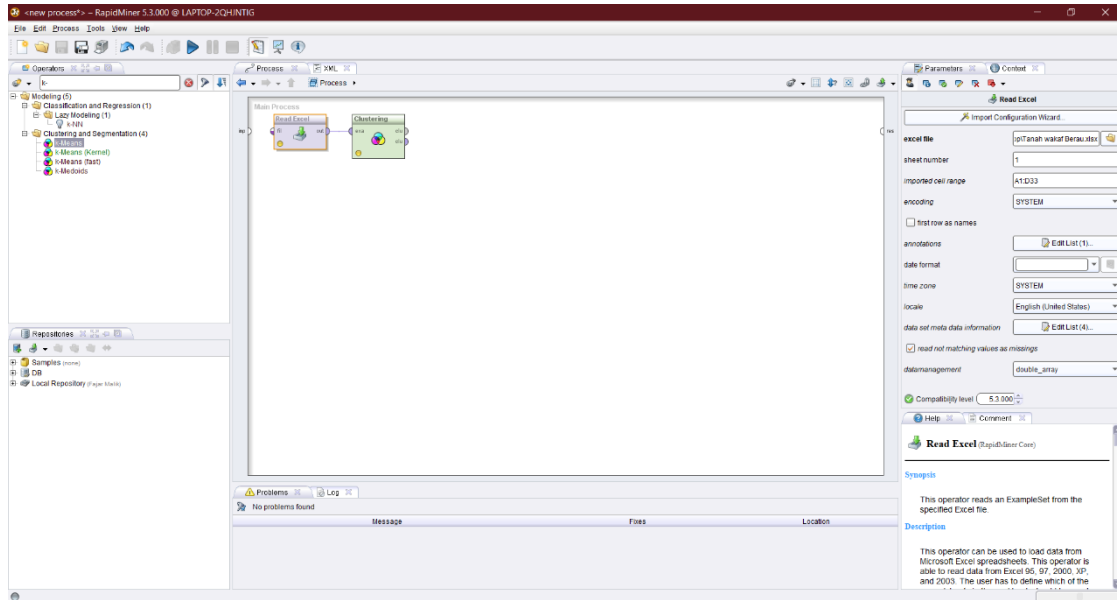 <new process*> – RapidMiner 5.3.000 @ LAPTOP-2QHJNTIG
File Edit Process Tools View Help
Operators
k-
Modeling (5)
Classification and Regression (1)
Lazy Modeling (1)
k-NN
Clustering and Segmentation (4)
k-Means
k-Means (Kernel)
k-Means (fast)
k-Medoids
Repositories
Samples (none)
DB
Local Repository
Process XML
Process
Main Process
Read Excel
fil out
Clustering
exa clu
clu
inp
res
Problems Log
No problems found
Message Fixes Location
Parameters Context
Read Excel
Import Configuration Wizard...
excel file
Tanah wakaf Berau.xlsx
sheet number 1
imported cell range A1:D33
encoding SYSTEM
first row as names
annotations Edit List (1)...
date format
time zone SYSTEM
locale English (United States)
data set meta data information Edit List (4)...
read not matching values as missings
datamanagement double_array
Compatibility level 5.3.000
Help Comment
Read Excel (RapidMiner Core)
Synopsis
This operator reads an ExampleSet from the
specified Excel file.
Description
This operator can be used to load data from
Microsoft Excel spreadsheets. This operator is
able to read data from Excel 95, 97, 2000, XP,
and 2003. The user has to define which of the